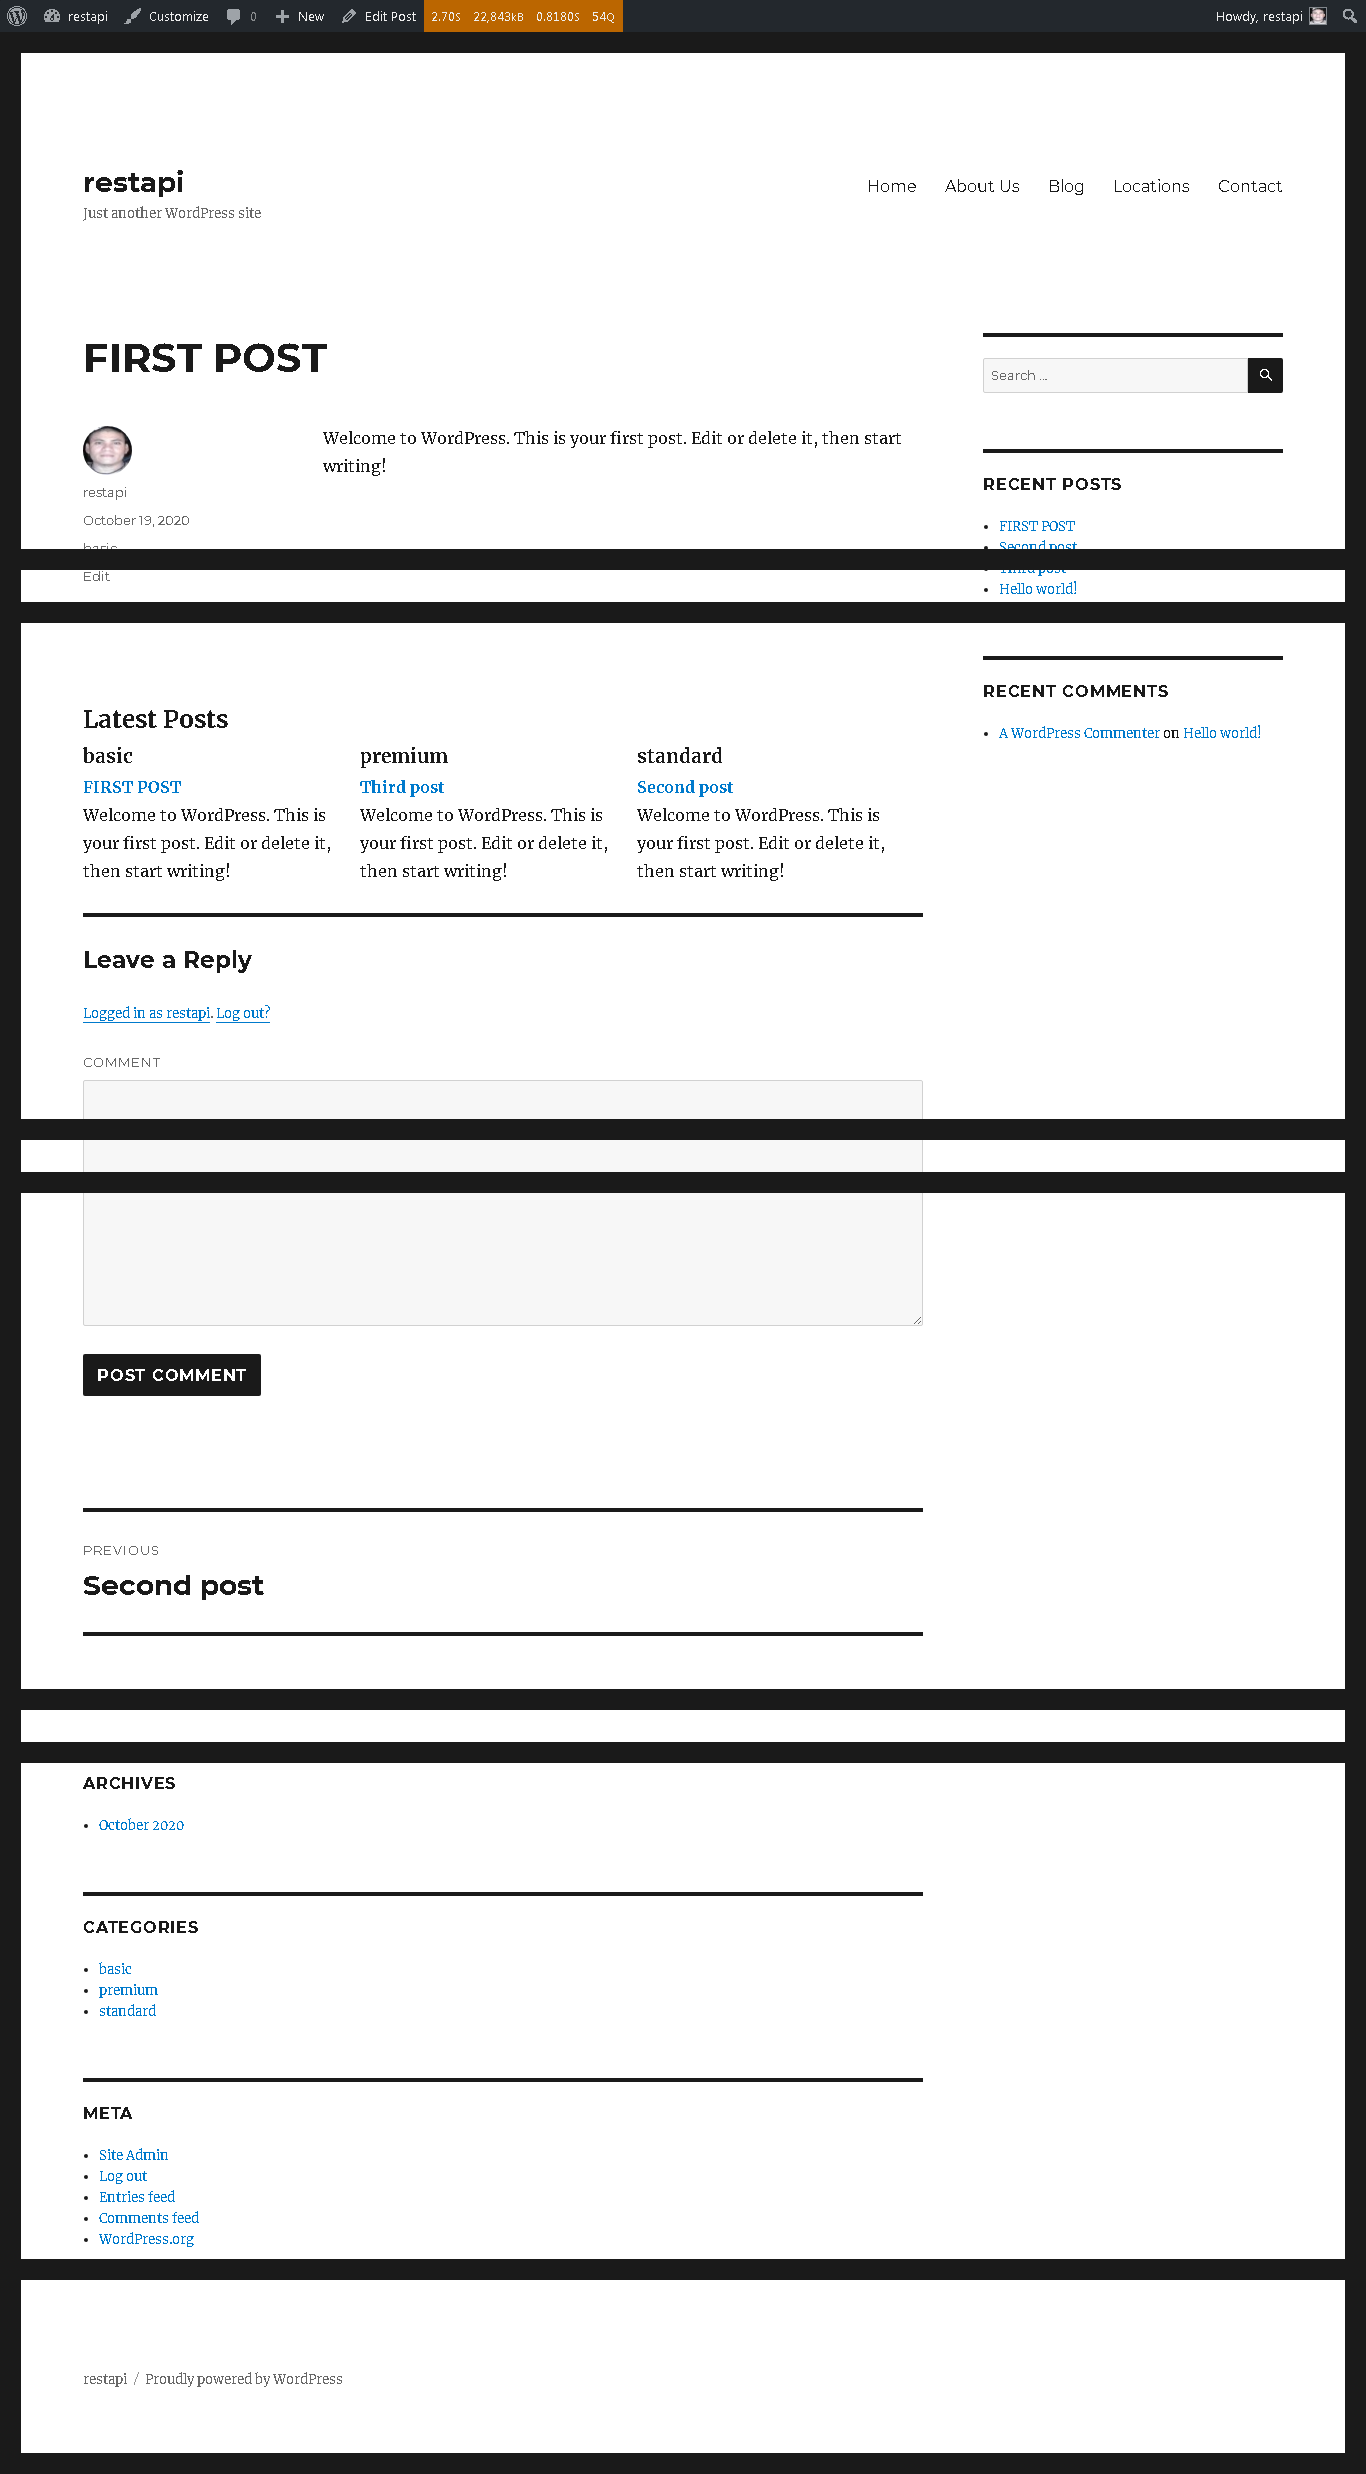 restapi Customize 0 New Edit Post 2.70S 22,843KB 0.8180S 54Q Howdy, restapi
restapi
Just another WordPress site
Home About Us Blog Locations Contact
FIRST POST
Welcome to WordPress. This is your first post. Edit or delete it, then start
writing!
restapi
October 19, 2020
Edit
Search ...
RECENT POSTS
FIRST POST
Second post
Third post
Hello world!
RECENT COMMENTS
A WordPress Commenter on Hello world!
Latest Posts
basic
FIRST POST
Welcome to WordPress. This is
your first post. Edit or delete it,
then start writing!
premium
Third post
Welcome to WordPress. This is
your first post. Edit or delete it,
then start writing!
standard
Second post
Welcome to WordPress. This is
your first post. Edit or delete it,
then start writing!
Leave a Reply
Logged in as restapi. Log out?
COMMENT
POST COMMENT
PREVIOUS
Second post
ARCHIVES
October 2020
CATEGORIES
basic
premium
standard
META
Site Admin
Log out
Entries feed
Comments feed
WordPress.org
restapi / Proudly powered by WordPress